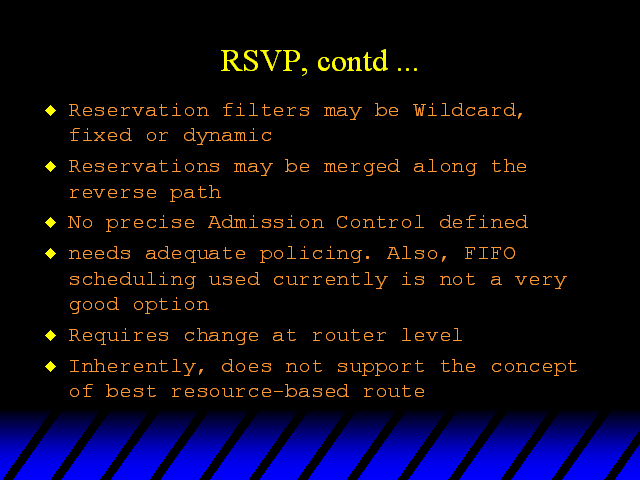 RSVP, contd ...
Reservation filters may be Wildcard,
fixed or dynamic
Reservations may be merged along the
reverse path
No precise Admission Control defined
needs adequate policing. Also, FIFO
scheduling used currently is not a very
good option
Requires change at router level
Inherently, does not support the concept
of best resource-based route